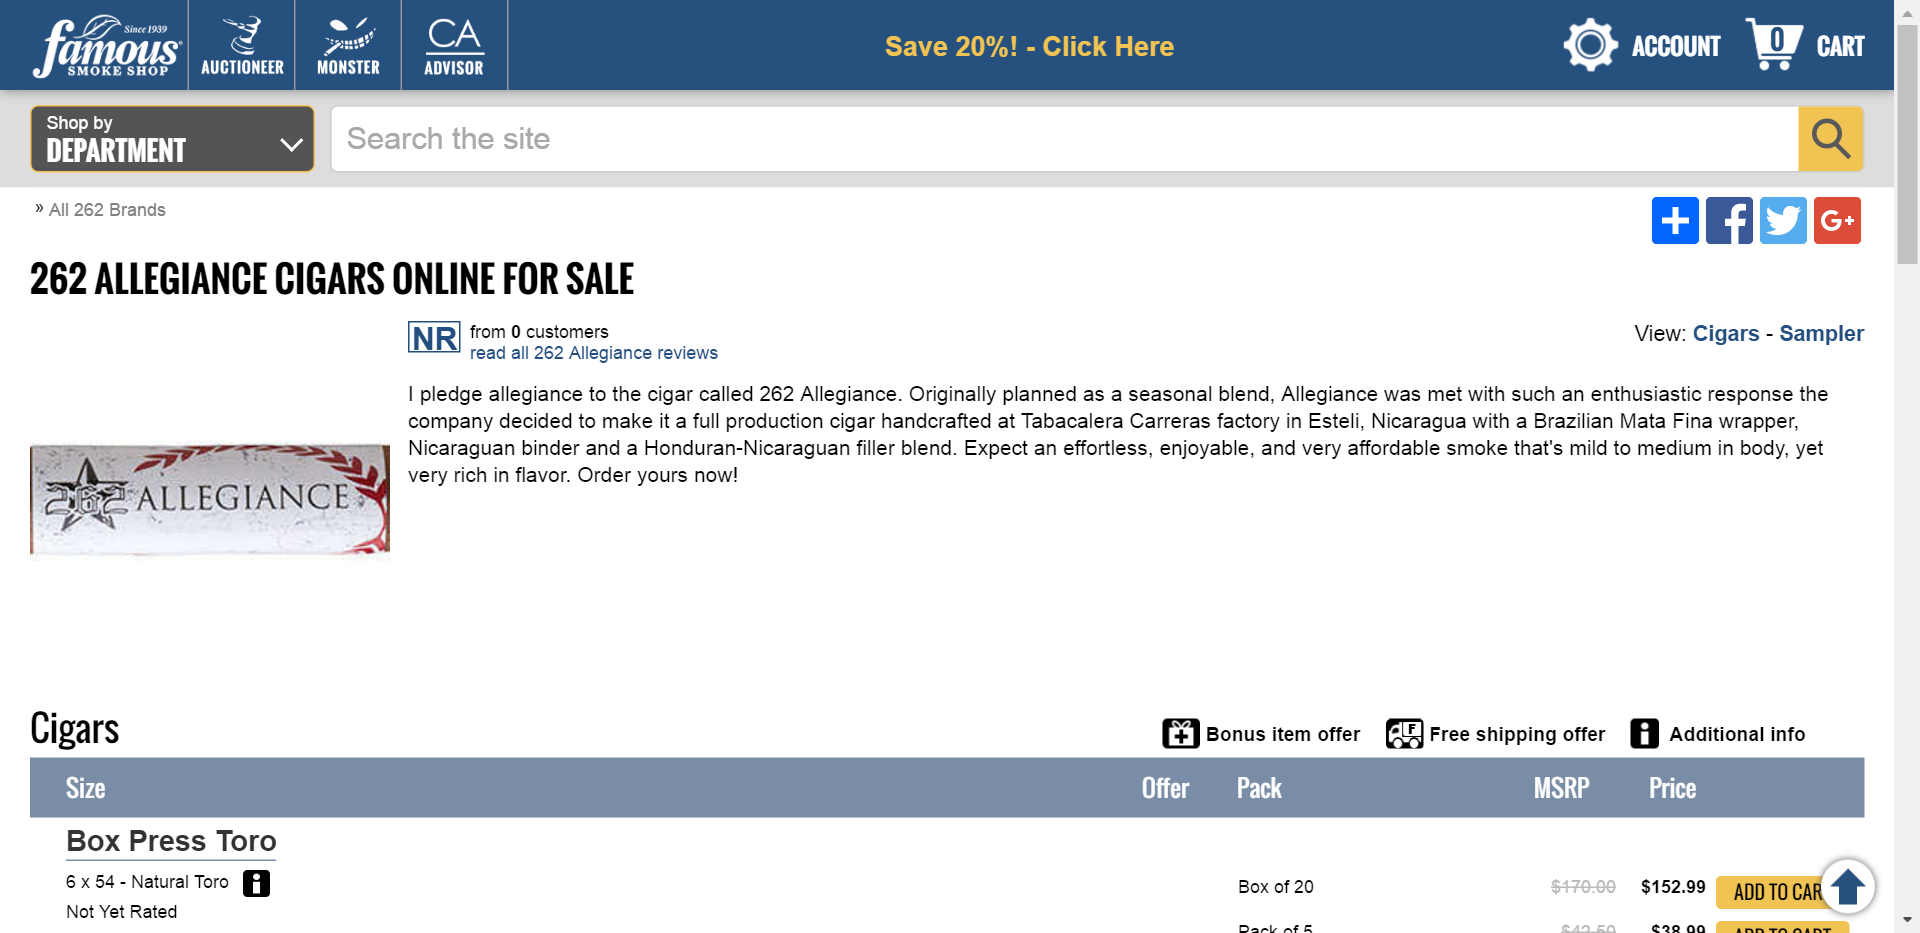 Since 1939
famous
SMOKE SHOP
AUCTIONEER
MONSTER
CA
ADVISOR
Save 20%! - Click Here
ACCOUNT
0
CART
Shop by
DEPARTMENT
Search the site
» All 262 Brands
G+
262 ALLEGIANCE CIGARS ONLINE FOR SALE
NR
from 0 customers
read all 262 Allegiance reviews
View: Cigars - Sampler
I pledge allegiance to the cigar called 262 Allegiance. Originally planned as a seasonal blend, Allegiance was met with such an enthusiastic response the
company decided to make it a full production cigar handcrafted at Tabacalera Carreras factory in Esteli, Nicaragua with a Brazilian Mata Fina wrapper,
Nicaraguan binder and a Honduran-Nicaraguan filler blend. Expect an effortless, enjoyable, and very affordable smoke that's mild to medium in body, yet
very rich in flavor. Order yours now!
262 ALLEGIANCE
Cigars
Bonus item offer
F
Free shipping offer
Additional info
Size Offer Pack MSRP Price
Box Press Toro
6 x 54 - Natural Toro
Not Yet Rated
Box of 20 $170.00 $152.99 ADD TO CAR
Pack of 5 $42.50 $38.99 ADD TO CART